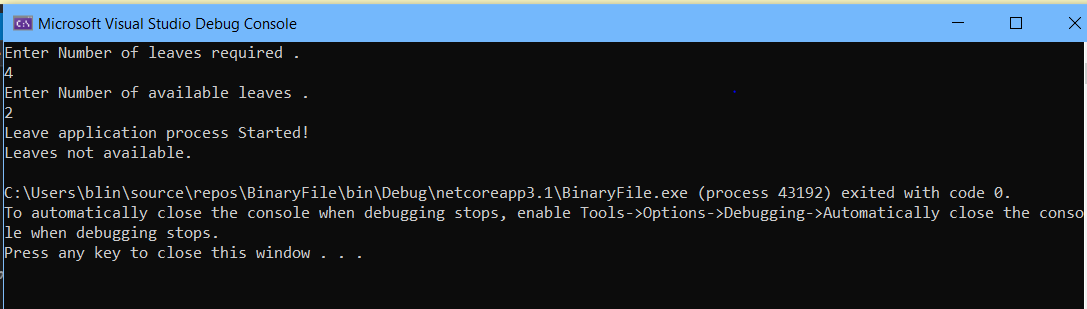 Microsoft Visual Studio Debug Console
Enter Number of leaves required .
4
Enter Number of available leaves .
2
Leave application process Started!
Leaves not available.
C:\Users\blin\source\repos\BinaryFile\bin\Debug\netcoreapp3.1\BinaryFile.exe (process 43192) exited with code 0.
To automatically close the console when debugging stops, enable Tools->Options->Debugging->Automatically close the conso
le when debugging stops.
Press any key to close this window . . .